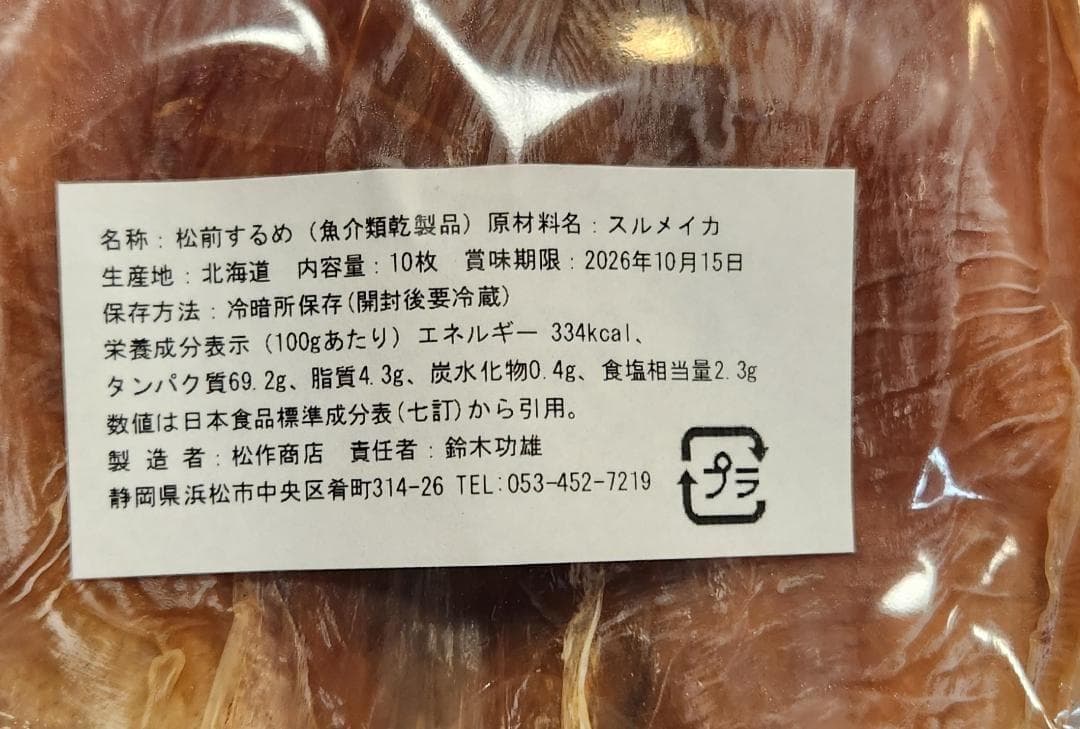 名称：松前するめ（魚介類乾製品）原材料名：スルメイカ
生産地：北海道　内容量：10枚　賞味期限：2026年10月15日
保存方法：冷暗所保存(開封後要冷蔵)
栄養成分表示（100gあたり）エネルギー 334kcal、
タンパク質69.2g、脂質4.3g、炭水化物0.4g、食塩相当量2.3g
数値は日本食品標準成分表(七訂)から引用。
製 造 者：松作商店　責任者：鈴木功雄
静岡県浜松市中央区肴町314-26 TEL:053-452-7219
プラ